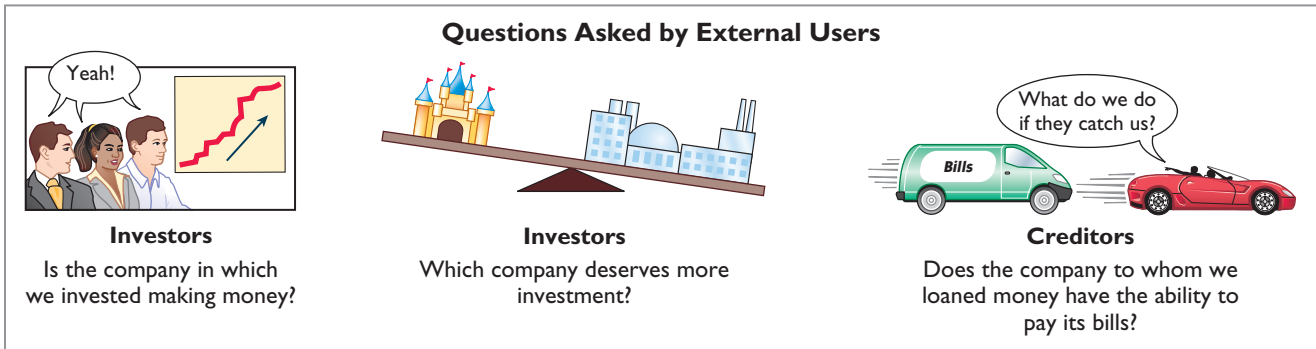 Questions Asked by External Users
Yeah!
Investors
Is the company in which
we invested making money?
Investors
Which company deserves more
investment?
What do we do
if they catch us?
Bills
Creditors
Does the company to whom we
loaned money have the ability to
pay its bills?